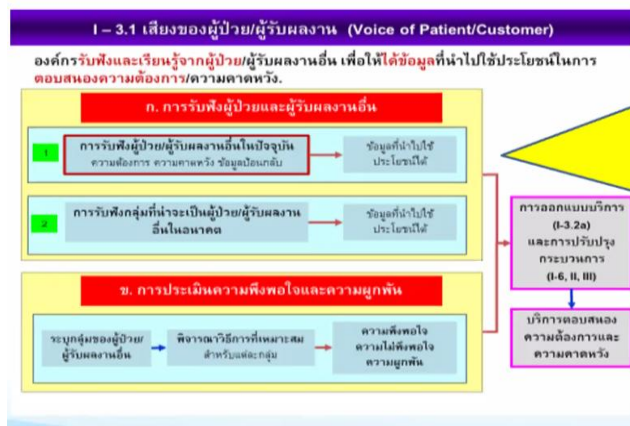 I – 3.1 เสียงของผู้ป่วย/ผู้รับผลงาน (Voice of Patient/Customer)
องค์กรรับฟังและเรียนรู้จากผู้ป่วย/ผู้รับผลงานอื่น เพื่อให้ได้ข้อมูลที่นำไปใช้ประโยชน์ในการ
ตอบสนองความต้องการ/ความคาดหวัง.
ก. การรับฟังผู้ป่วยและผู้รับผลงานอื่น
1
การรับฟังผู้ป่วย/ผู้รับผลงานอื่นในปัจจุบัน
ความต้องการ ความคาดหวัง ข้อมูลป้อนกลับ
ข้อมูลที่นำไปใช้
ประโยชน์ได้
2
การรับฟังกลุ่มที่น่าจะเป็นผู้ป่วย/ผู้รับผลงาน
อื่นในอนาคต
ข้อมูลที่นำไปใช้
ประโยชน์ได้
ข. การประเมินความพึงพอใจและความผูกพัน
ระบุกลุ่มของผู้ป่วย/
ผู้รับผลงานอื่น
พิจารณาวิธีการที่เหมาะสม
สำหรับแต่ละกลุ่ม
ความพึงพอใจ
ความไม่พึงพอใจ
ความผูกพัน
การออกแบบบริการ
(I-3.2a)
และการปรับปรุง
กระบวนการ
(I-6, II, III)
บริการตอบสนอง
ความต้องการและ
ความคาดหวัง